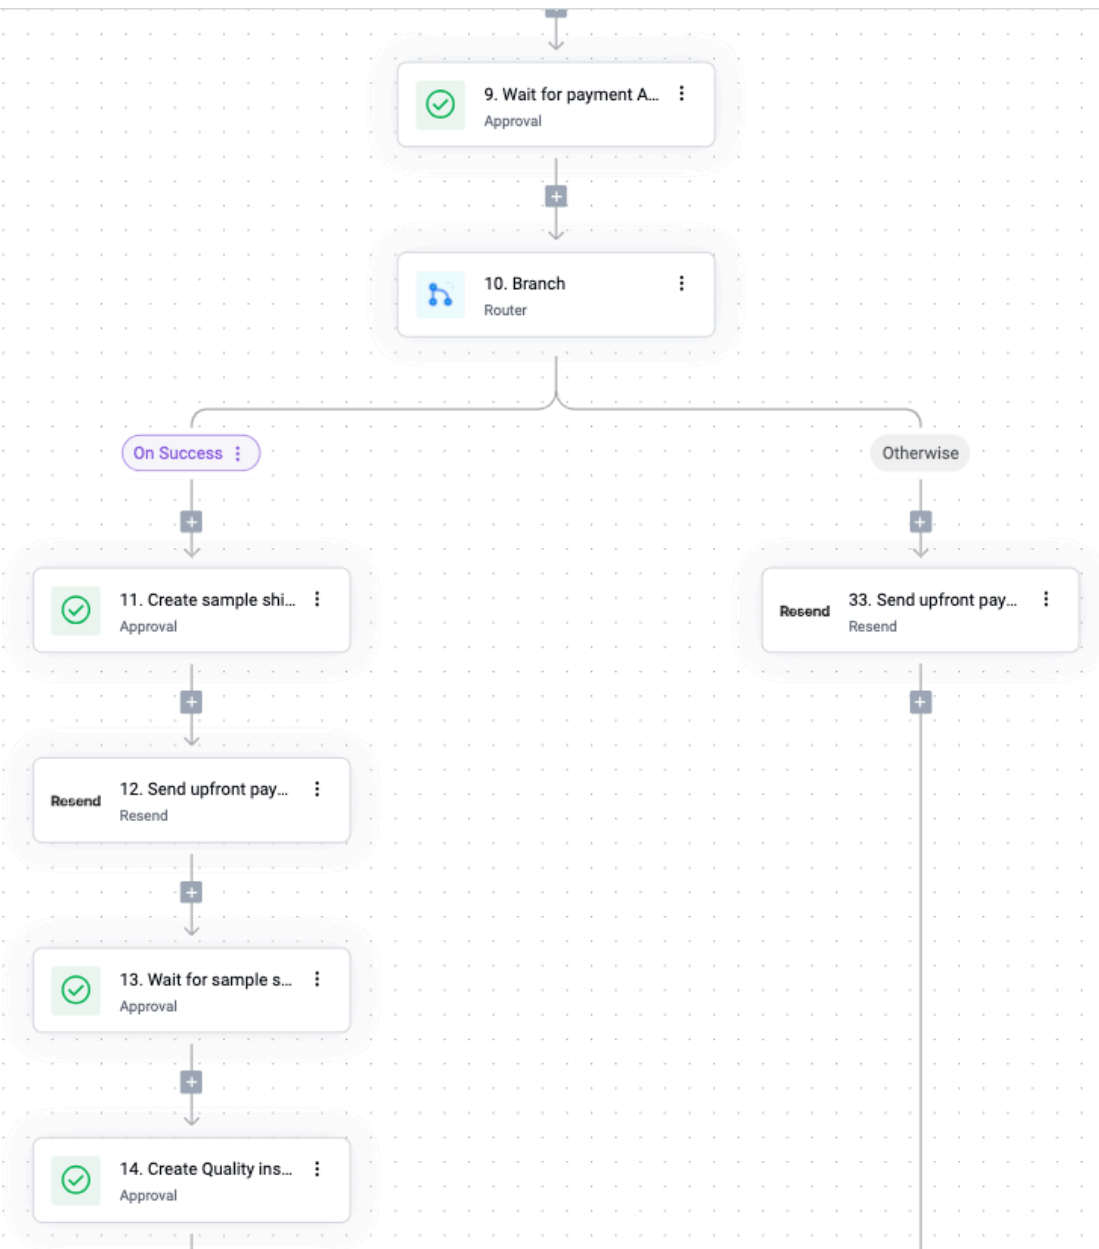 9. Wait for payment A...
Approval
10. Branch
Router
On Success
Otherwise
11. Create sample shi...
Approval
Resend
33. Send upfront pay...
Resend
Resend
12. Send upfront pay...
Resend
13. Wait for sample s...
Approval
14. Create Quality ins...
Approval